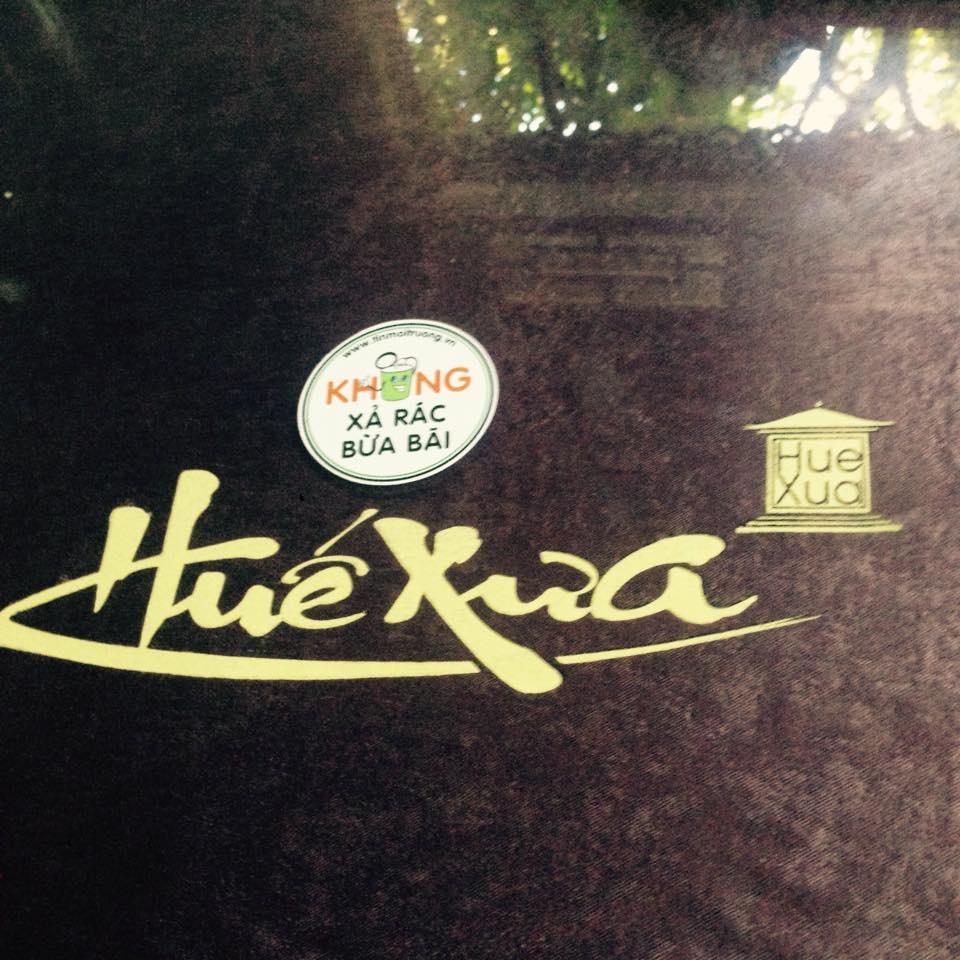 www.tinmoitruong.vn
KHÔNG
XẢ RÁC
BỪA BÃI
Huế Xưa
Hue
Xua